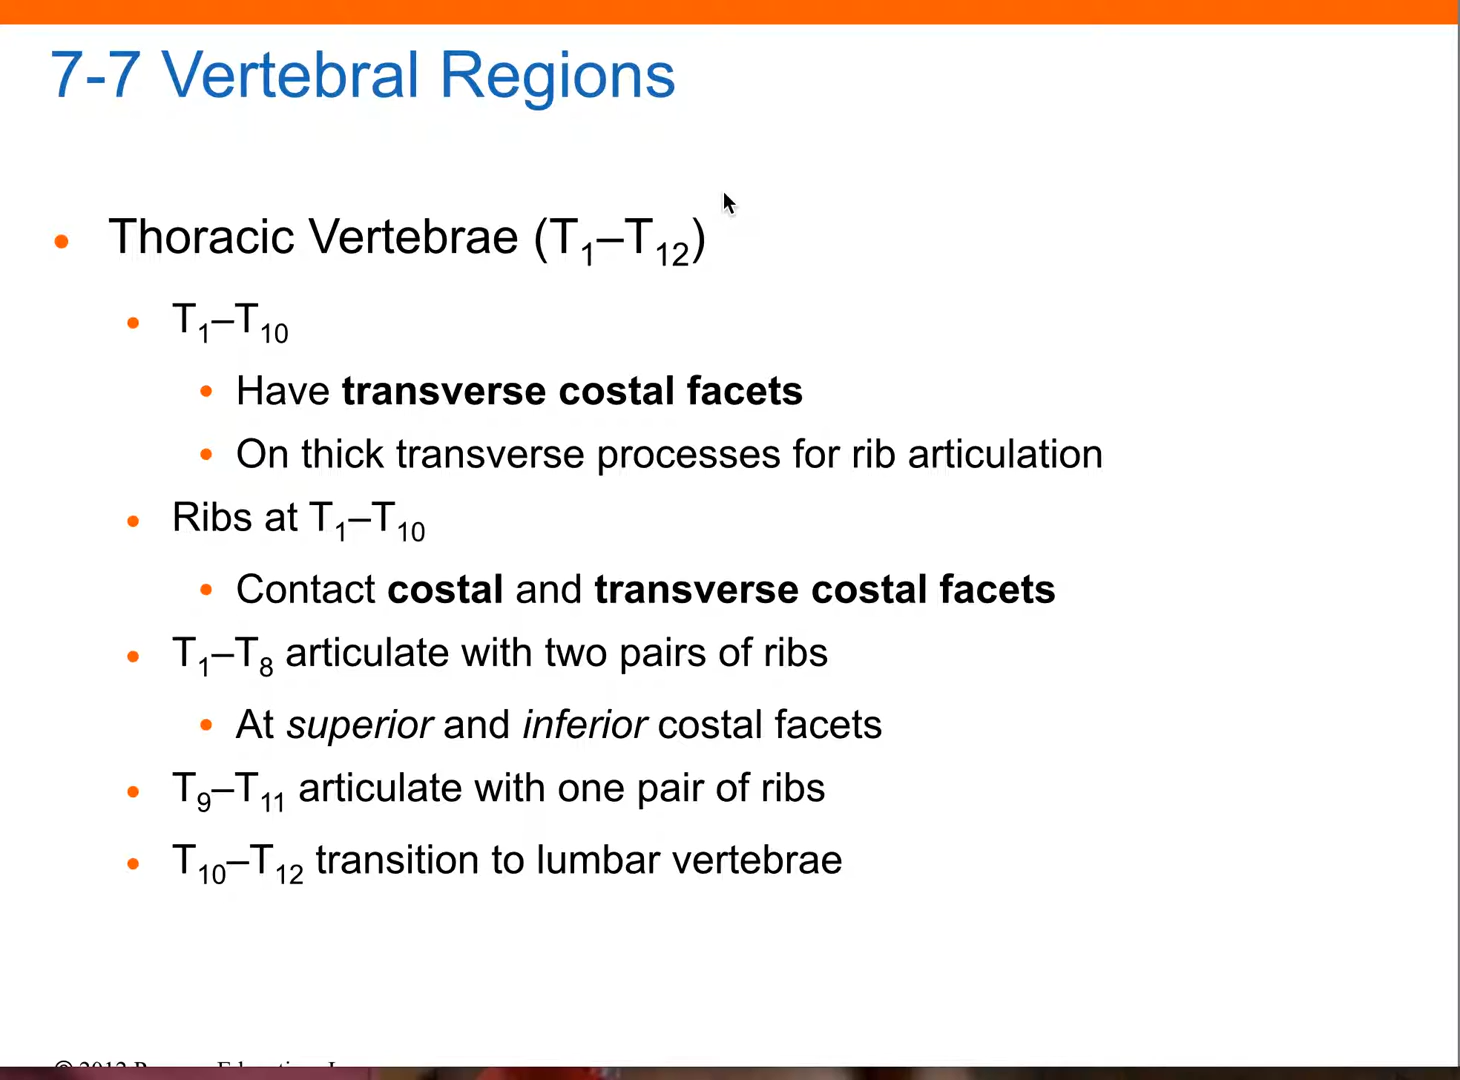 7-7 Vertebral Regions
• Thoracic Vertebrae (T₁–T₁₂)
• T₁–T₁₀
• Have transverse costal facets
• On thick transverse processes for rib articulation
• Ribs at T₁–T₁₀
• Contact costal and transverse costal facets
• T₁–T₈ articulate with two pairs of ribs
• At superior and inferior costal facets
• T₉–T₁₁ articulate with one pair of ribs
• T₁₀–T₁₂ transition to lumbar vertebrae